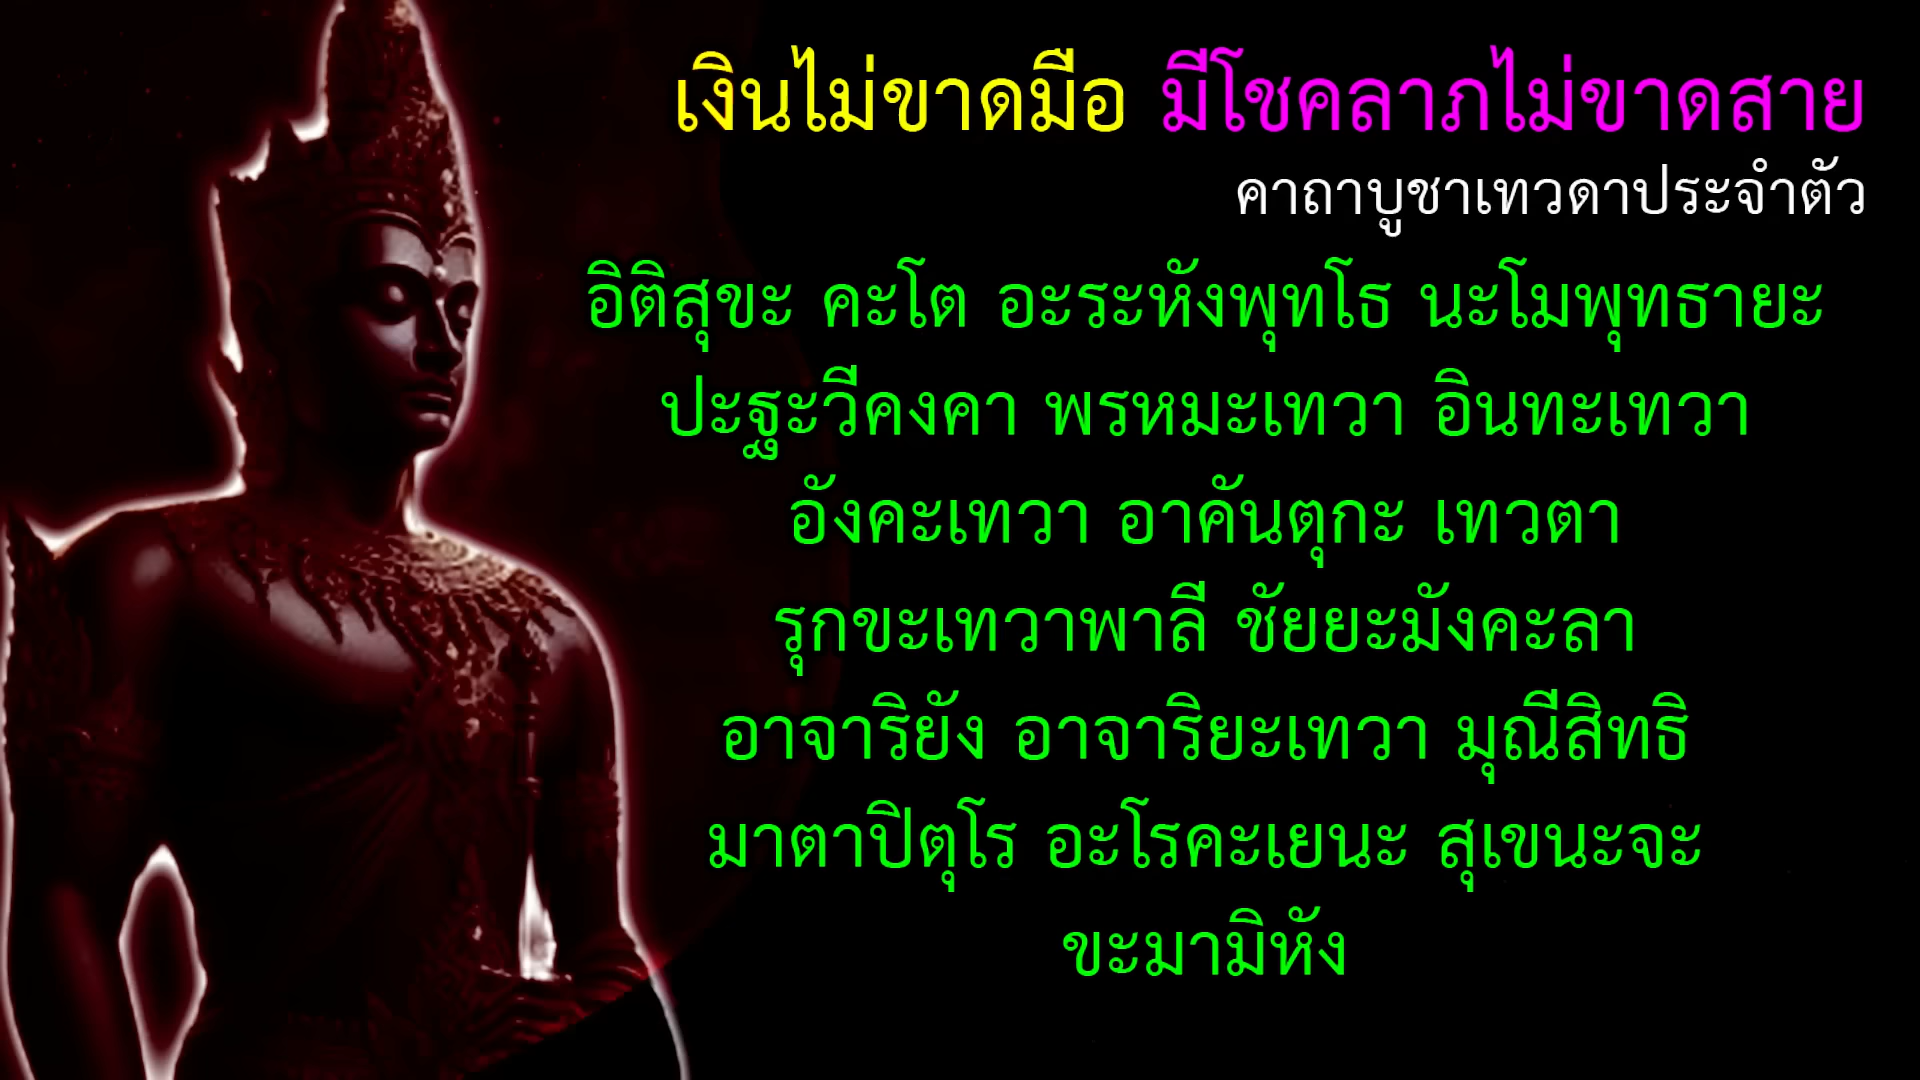 เงินไม่ขาดมือ มีโชคลาภไม่ขาดสาย
คาถาบูชาเทวดาประจำตัว
อิติสุขะ คะโต อะระหังพุทโธ นะโมพุทธายะ
ปะฐะวีคงคา พรหมะเทวา อินทะเทวา
อังคะเทวา อาคันตุกะ เทวตา
รุกขะเทวาพาลี ชัยยะมังคะลา
อาจาริยัง อาจาริยะเทวา มุณีสิทธิ
มาตาปิตุโร อะโรคะเยนะ สุเขนะจะ
ขะมามิหัง